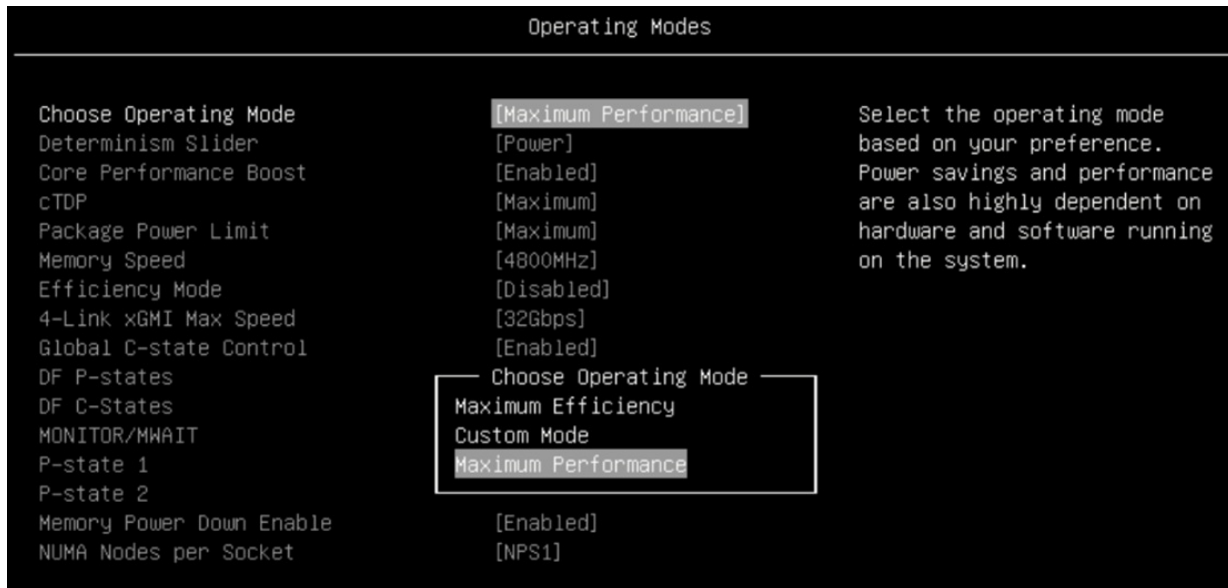 Operating Modes
Choose Operating Mode [Maximum Performance] Select the operating mode
Determinism Slider [Power] based on your preference.
Core Performance Boost [Enabled] Power savings and performance
cTDP [Maximum] are also highly dependent on
Package Power Limit [Maximum] hardware and software running
Memory Speed [4800MHz] on the system.
Efficiency Mode [Disabled]
4-Link xGMI Max Speed [32Gbps]
Global C-state Control [Enabled]
DF P-states Choose Operating Mode
DF C-States Maximum Efficiency
MONITOR/MWAIT Custom Mode
P-state 1 Maximum Performance
P-state 2
Memory Power Down Enable [Enabled]
NUMA Nodes per Socket [NPS1]